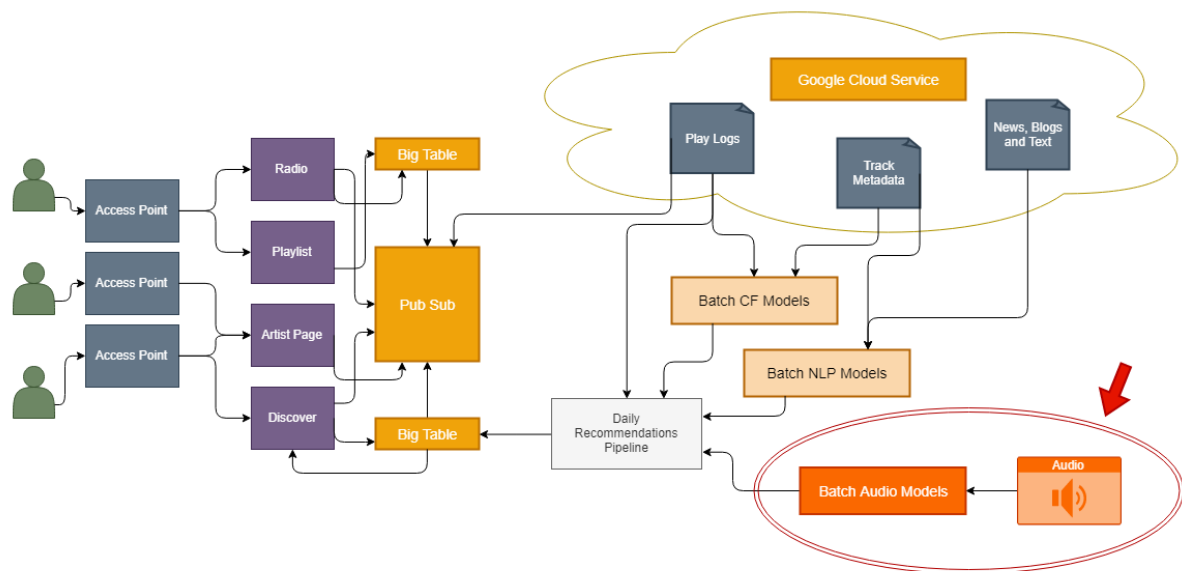 Google Cloud Service
Play Logs
Track
Metadata
News, Blogs
and Text
Access Point
Access Point
Access Point
Radio
Playlist
Artist Page
Discover
Big Table
Pub Sub
Big Table
Batch CF Models
Batch NLP Models
Daily
Recommendations
Pipeline
Batch Audio Models
Audio